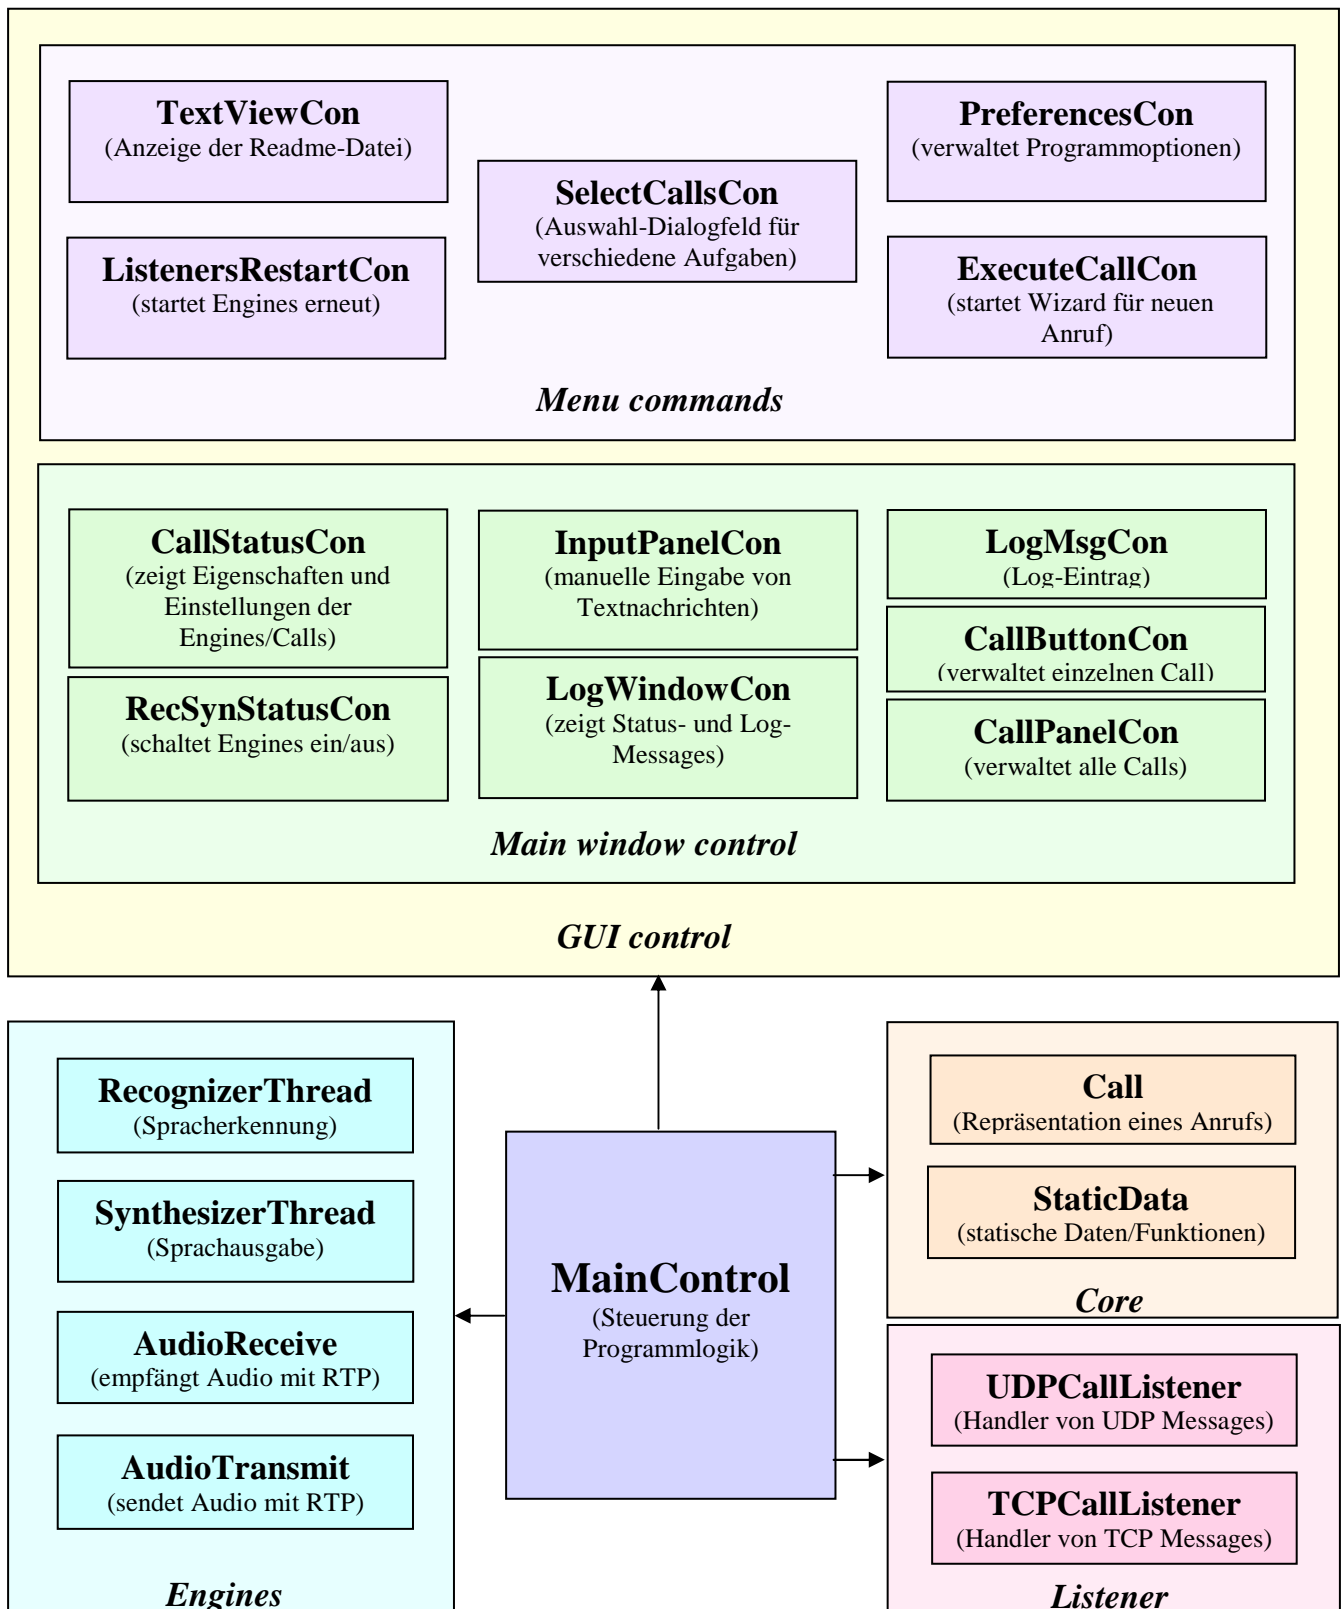 TextViewCon
(Anzeige der Readme-Datei)
PreferencesCon
(verwaltet Programmoptionen)
SelectCallsCon
(Auswahl-Dialogfeld für
verschiedene Aufgaben)
ListenersRestartCon
(startet Engines erneut)
ExecuteCallCon
(startet Wizard für neuen
Anruf)
Menu commands
CallStatusCon
(zeigt Eigenschaften und
Einstellungen der
Engines/Calls)
InputPanelCon
(manuelle Eingabe von
Textnachrichten)
LogMsgCon
(Log-Eintrag)
CallButtonCon
(verwaltet einzelnen Call)
RecSynStatusCon
(schaltet Engines ein/aus)
LogWindowCon
(zeigt Status- und Log-
Messages)
CallPanelCon
(verwaltet alle Calls)
Main window control
GUI control
RecognizerThread
(Spracherkennung)
SynthesizerThread
(Sprachausgabe)
AudioReceive
(empfängt Audio mit RTP)
AudioTransmit
(sendet Audio mit RTP)
Engines
MainControl
(Steuerung der
Programmlogik)
Call
(Repräsentation eines Anrufs)
StaticData
(statische Daten/Funktionen)
Core
UDPCallListener
(Handler von UDP Messages)
TCPCallListener
(Handler von TCP Messages)
Listener